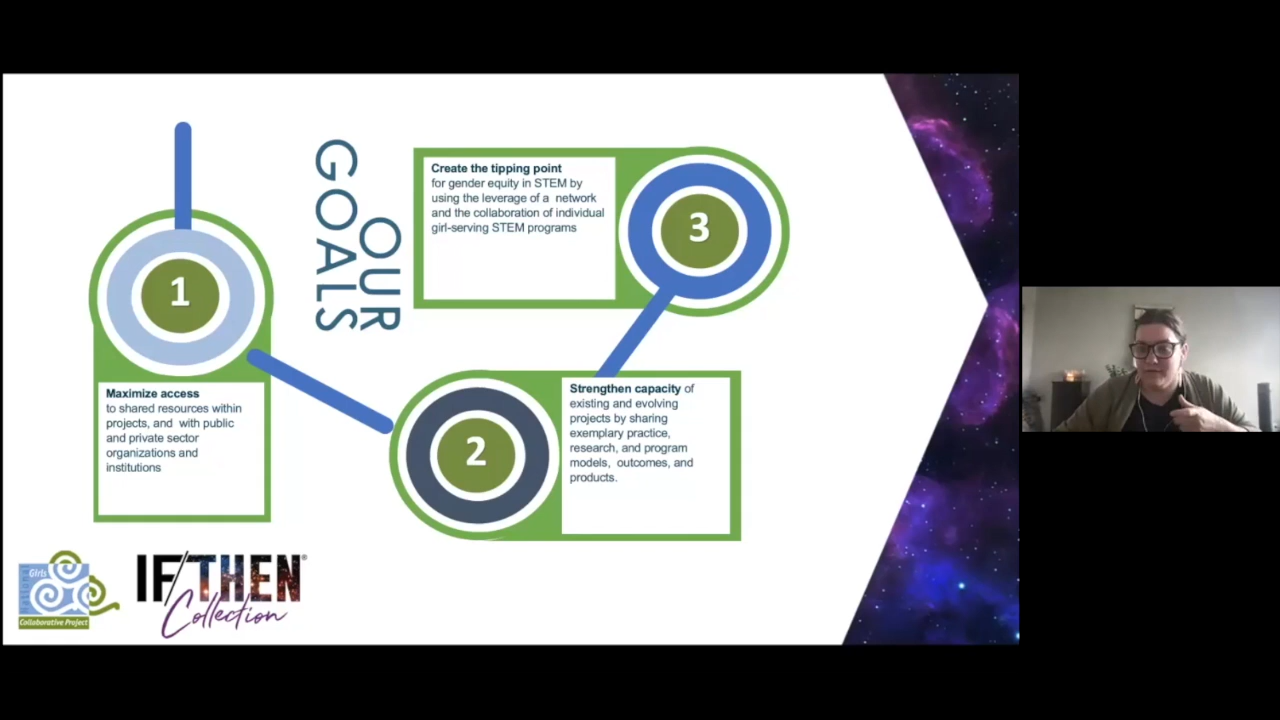 OUR
GOALS
1
Maximize access
to shared resources within
projects, and with public
and private sector
organizations and
institutions
2
Strengthen capacity of
existing and evolving
projects by sharing
exemplary practice,
research, and program
models, outcomes, and
products.
3
Create the tipping point
for gender equity in STEM by
using the leverage of a network
and the collaboration of individual
girl-serving STEM programs
Girls
Collaborative Project
IF/THEN®
Collection